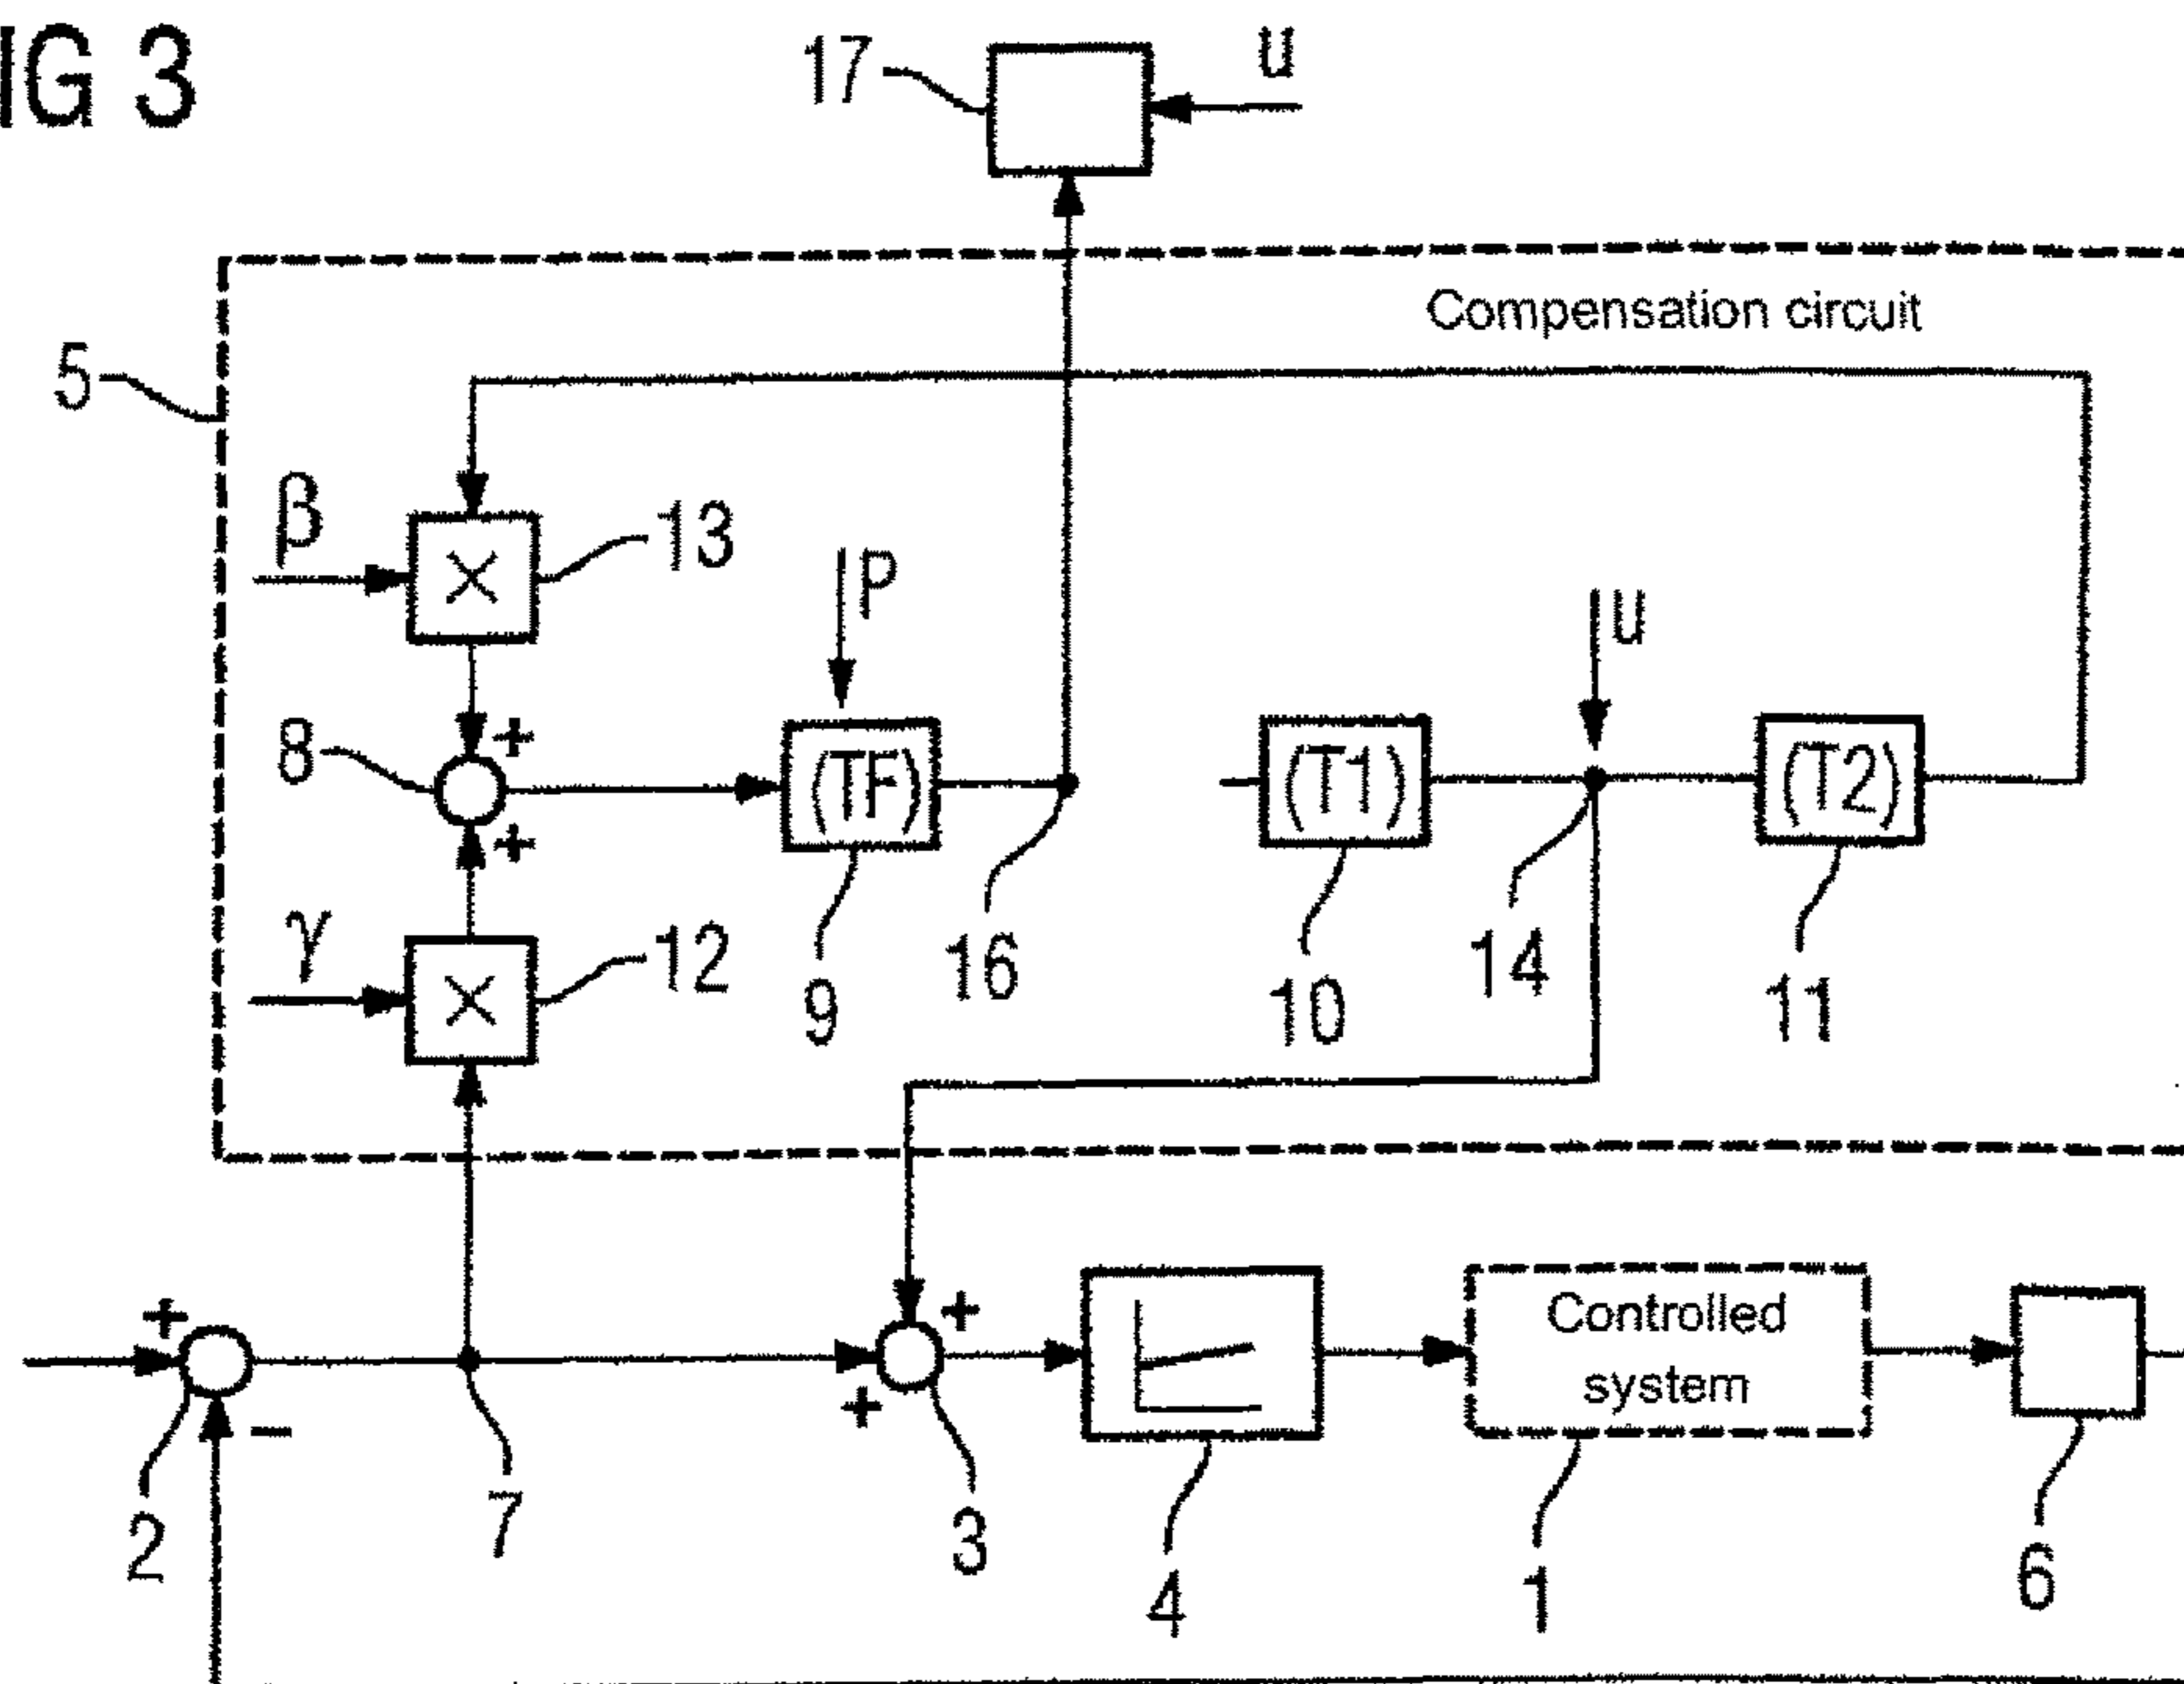 IG 3
17
u
Compensation circuit
5
β
×
13
P
u
8
+
(TF)
(T1)
(T2)
+
γ
×
12
16
14
9
10
11
+
+
Controlled
system
+
−
2
7
3
4
1
6